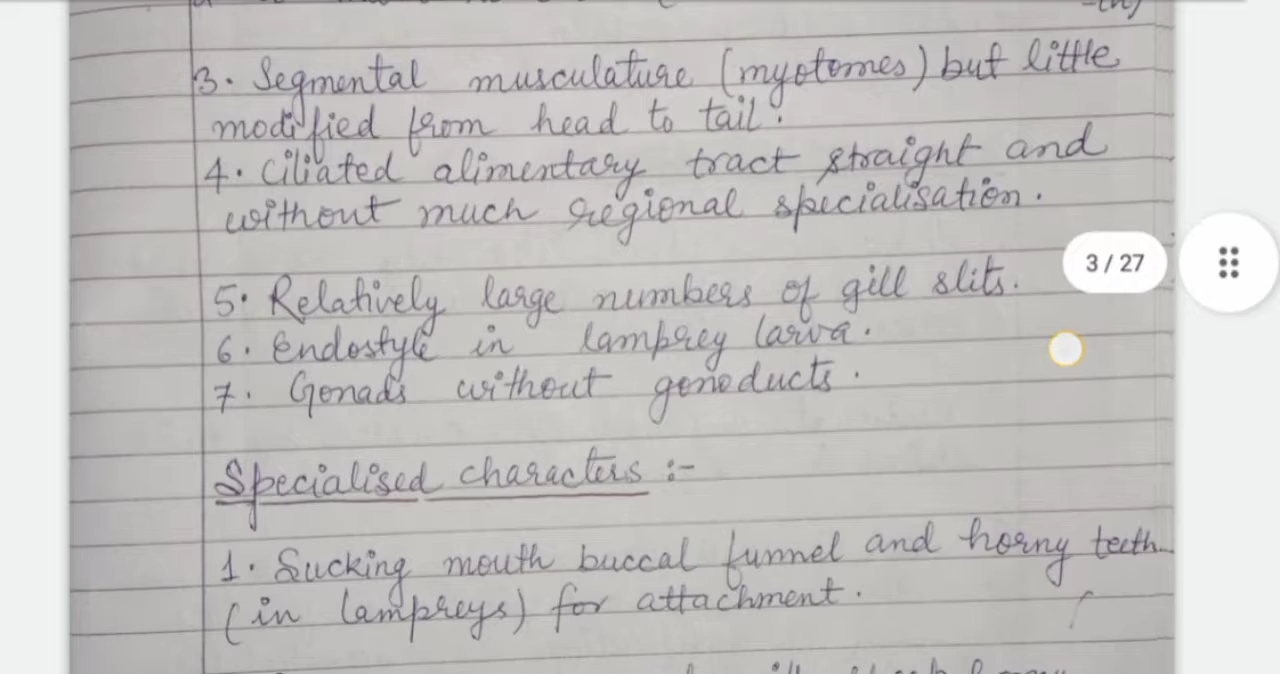 3. Segmental musculature (myotomes) but little
modified from head to tail.
4. Ciliated alimentary tract straight and
without much regional specialisation.
3 / 27
5. Relatively large numbers of gill slits.
6. Endostyle in lamprey larva.
7. Gonads without gonoducts.
Specialised characters :-
1. Sucking mouth buccal funnel and horny teeth
(in lampreys) for attachment.